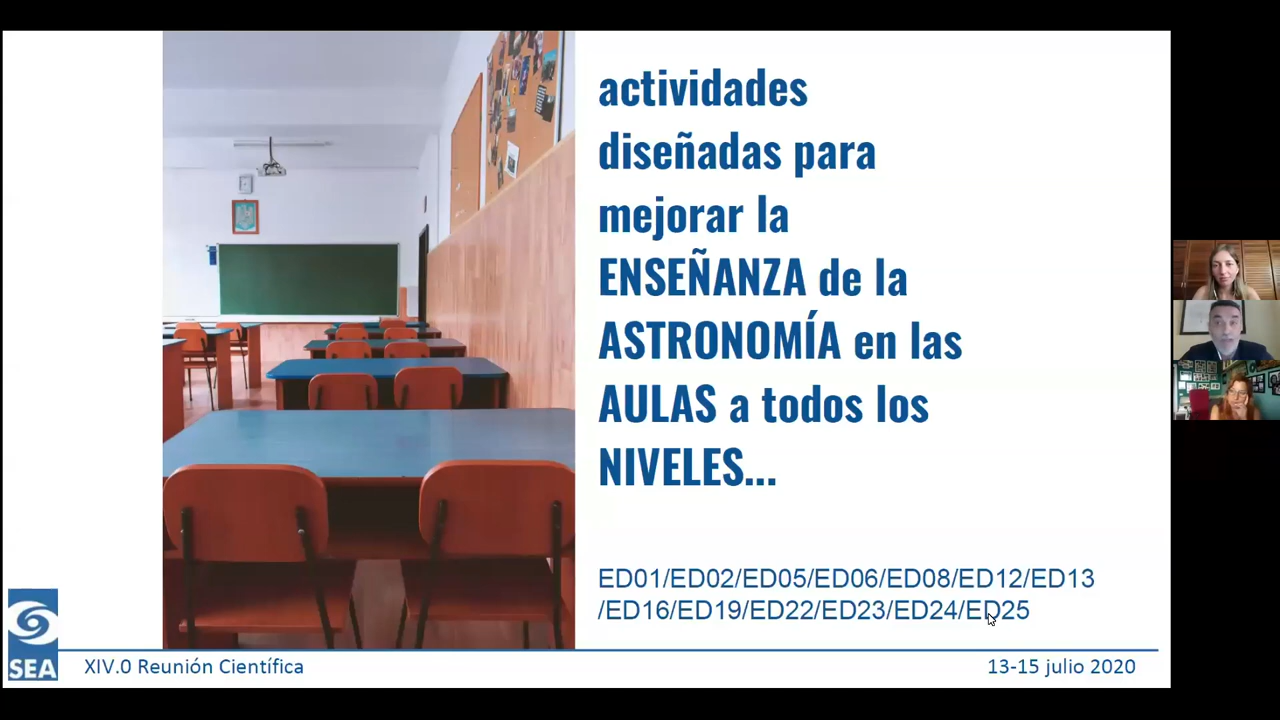 actividades
diseñadas para
mejorar la
ENSEÑANZA de la
ASTRONOMÍA en las
AULAS a todos los
NIVELES...
ED01/ED02/ED05/ED06/ED08/ED12/ED13
/ED16/ED19/ED22/ED23/ED24/ED25
SEA
XIV.0 Reunión Científica
13-15 julio 2020